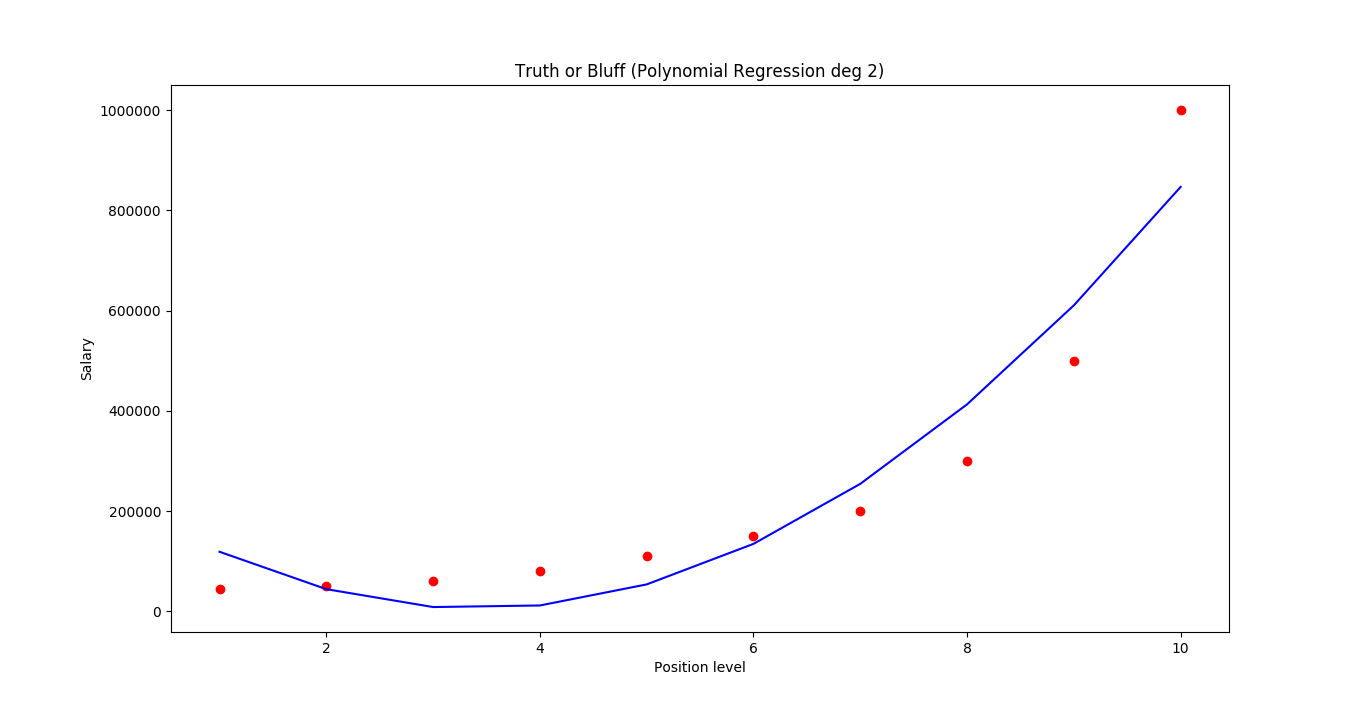 Truth or Bluff (Polynomial Regression deg 2)
1000000
800000
600000
400000
200000
0
Salary
2 4 6 8 10
Position level